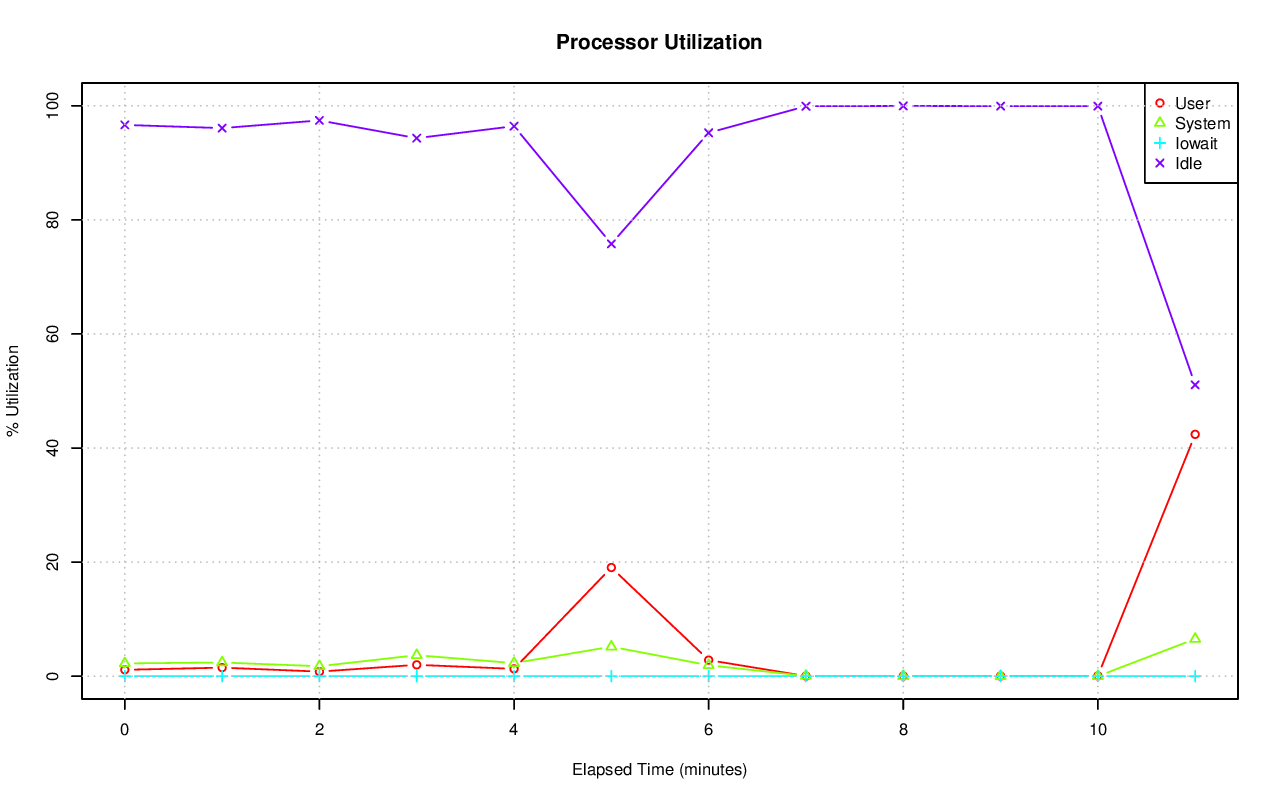 Processor Utilization
User
System
Iowait
Idle
100
80
60
40
20
0
% Utilization
0 2 4 6 8 10
Elapsed Time (minutes)